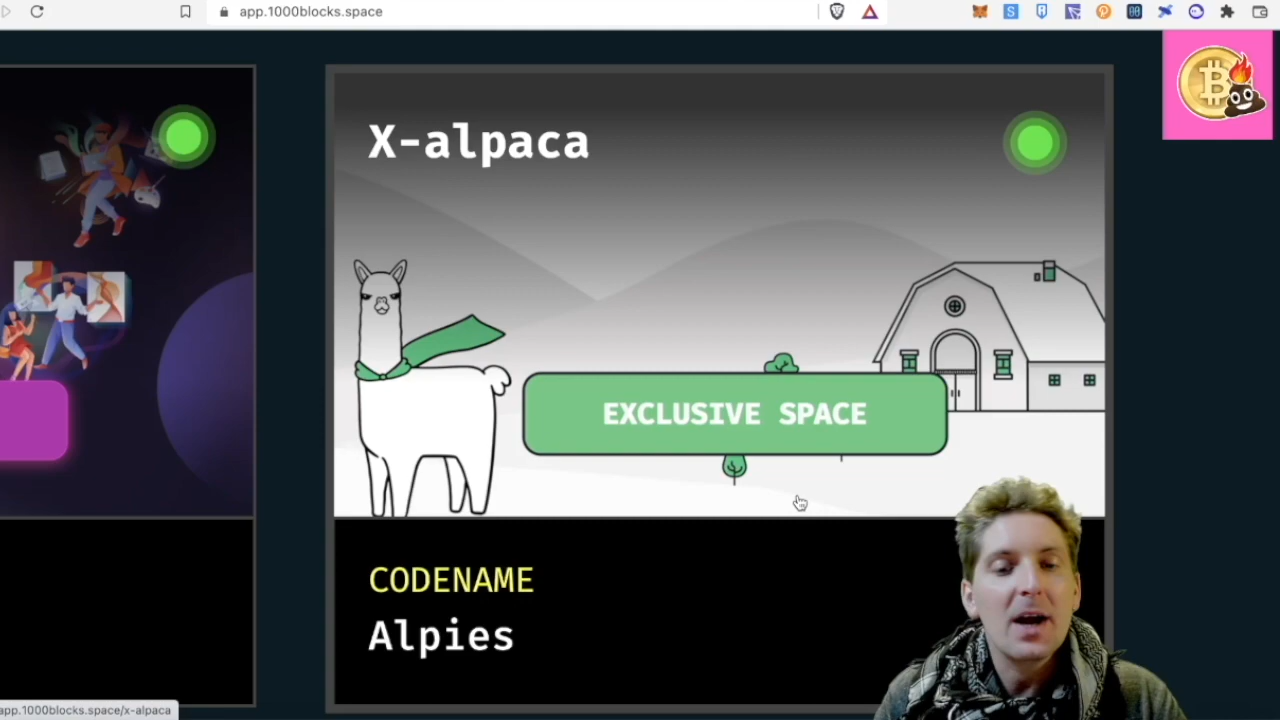 app.1000blocks.space
X-alpaca
EXCLUSIVE SPACE
CODENAME
Alpies
app.1000blocks.space/x-alpaca